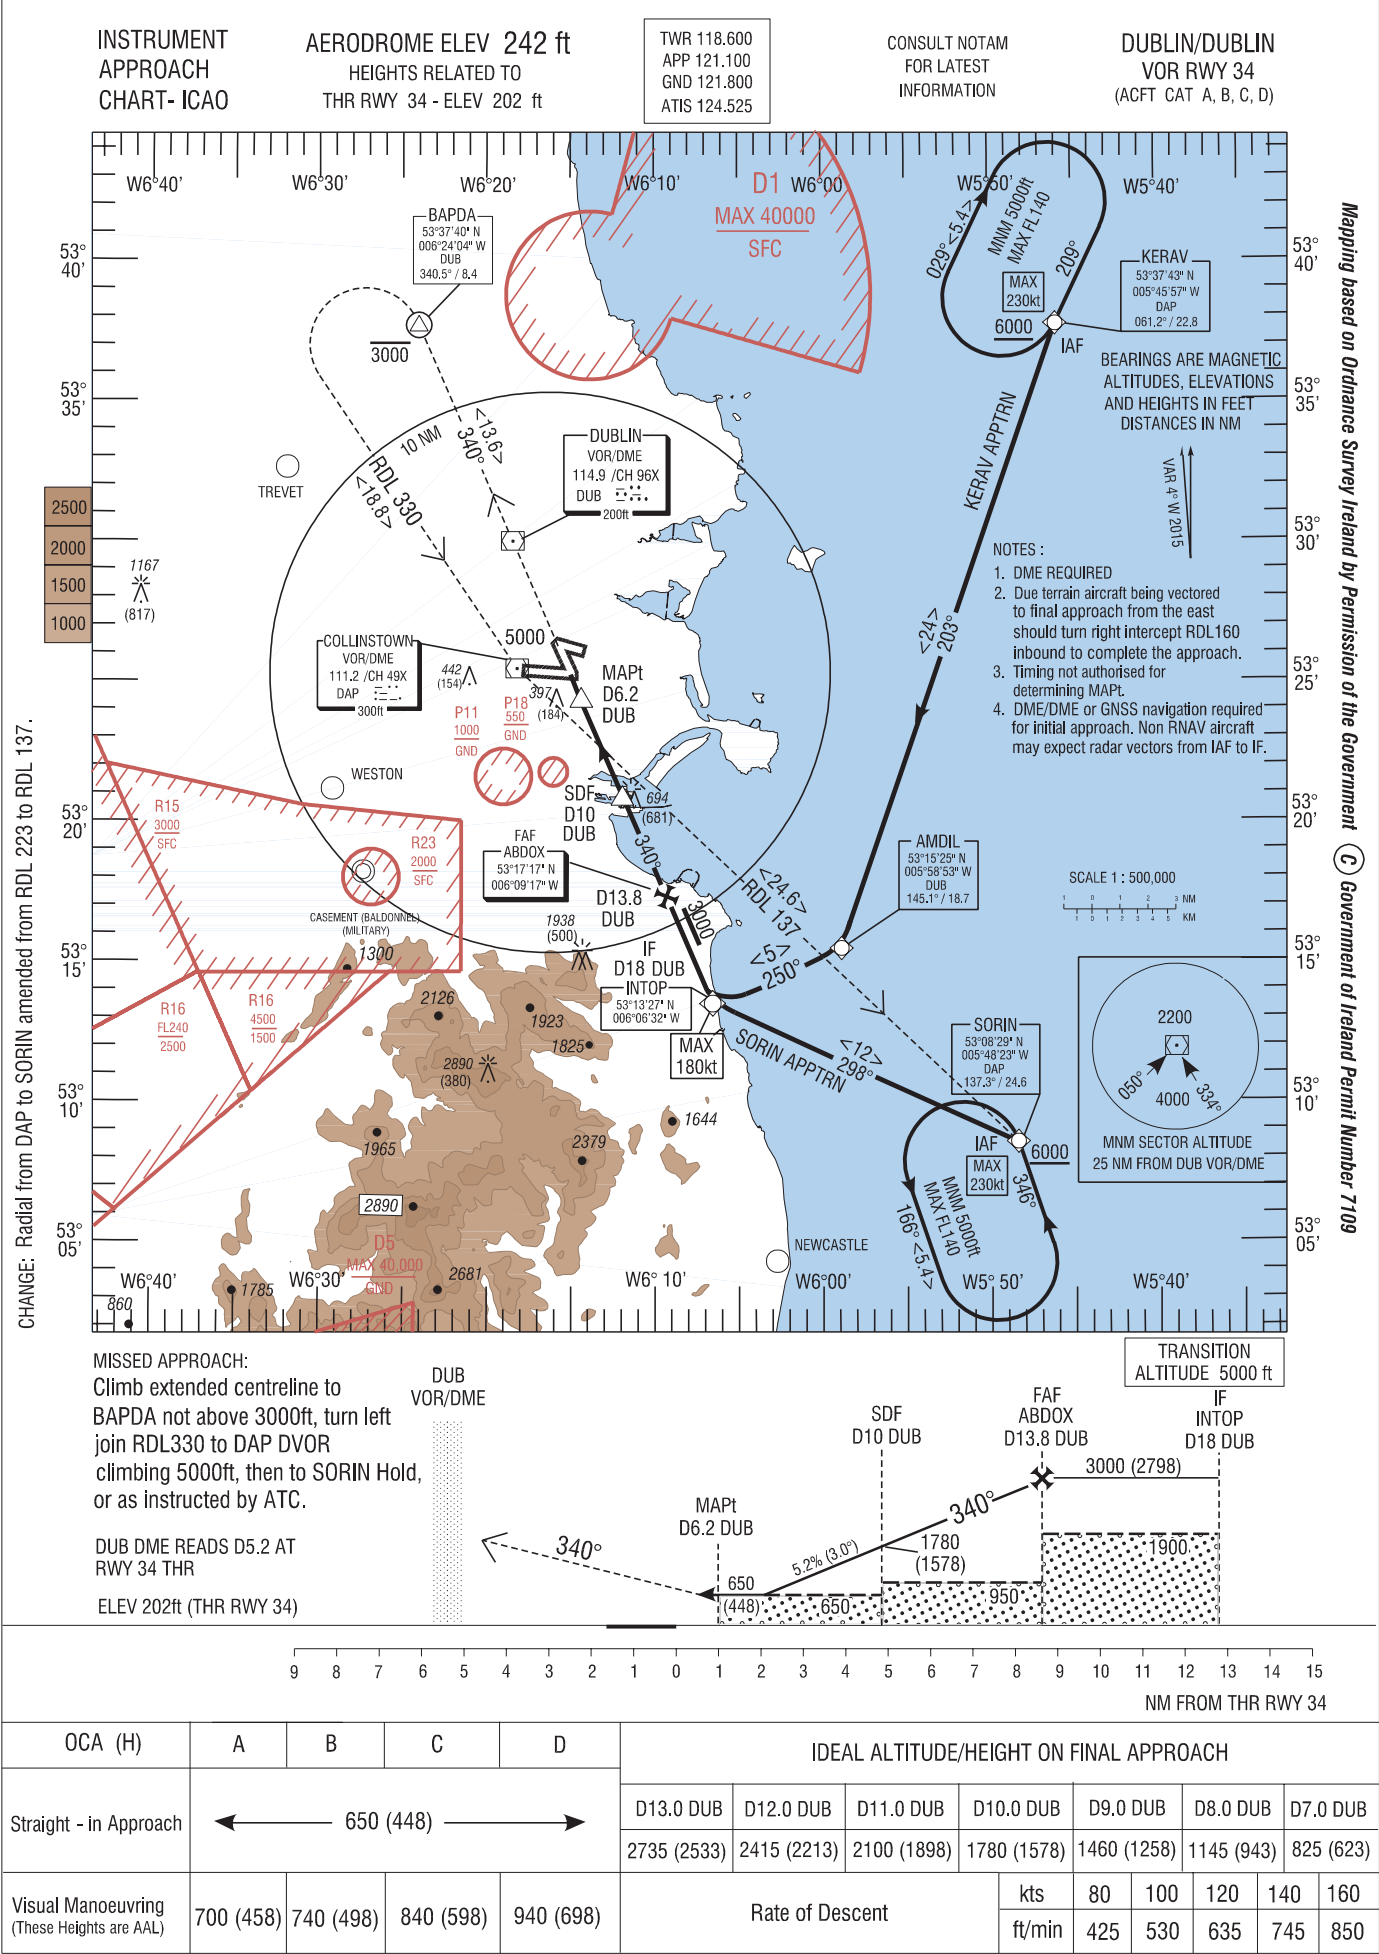 INSTRUMENT
APPROACH
CHART- ICAO
AERODROME ELEV 242 ft
HEIGHTS RELATED TO
THR RWY 34 - ELEV 202 ft
TWR 118.600
APP 121.100
GND 121.800
ATIS 124.525
CONSULT NOTAM
FOR LATEST
INFORMATION
DUBLIN/DUBLIN
VOR RWY 34
(ACFT CAT A, B, C, D)
W6°40'
W6°30'
W6°20'
W6°10'
W6°00'
W5°50'
W5°40'
53°
40'
53°
35'
53°
20'
53°
15'
53°
10'
53°
05'
53°
40'
53°
35'
53°
30'
53°
25'
53°
20'
53°
15'
53°
10'
53°
05'
D1
MAX 40000
SFC
BAPDA
53°37'40" N
006°24'04" W
DUB
340.5° / 8.4
3000
029° <5.4>
MNM 5000ft
MAX FL140
209°
MAX
230kt
6000
IAF
KERAV
53°37'43" N
005°45'57" W
DAP
061.2° / 22.8
BEARINGS ARE MAGNETIC
ALTITUDES, ELEVATIONS
AND HEIGHTS IN FEET
DISTANCES IN NM
VAR 4° W 2015
KERAV APPTRN
<24>
203°
10 NM
RDL 330
<18.8>
<13.6>
340°
TREVET
DUBLIN
VOR/DME
114.9 /CH 96X
DUB
200ft
2500
2000
1500
1000
1167
(817)
NOTES :
1. DME REQUIRED
2. Due terrain aircraft being vectored
to final approach from the east
should turn right intercept RDL160
inbound to complete the approach.
3. Timing not authorised for
determining MAPt.
4. DME/DME or GNSS navigation required
for initial approach. Non RNAV aircraft
may expect radar vectors from IAF to IF.
COLLINSTOWN
VOR/DME
111.2 /CH 49X
DAP
300ft
5000
442
(154)
397
(184)
MAPt
D6.2
DUB
P11
1000
GND
P18
550
GND
WESTON
SDF
D10
DUB
694
(681)
R15
3000
SFC
R23
2000
SFC
CASEMENT (BALDONNEL)
(MILITARY)
FAF
ABDOX
53°17'17" N
006°09'17" W
D13.8
DUB
340°
3000
<24.6>
RDL 137
AMDIL
53°15'25" N
005°58'53" W
DUB
145.1° / 18.7
SCALE 1 : 500,000
1 0 1 2 3 NM
1 0 1 2 3 4 5 KM
1938
(500)
1300
IF
D18 DUB
INTOP
53°13'27" N
006°06'32" W
<5>
250°
MAX
180kt
SORIN APPTRN
<12>
298°
SORIN
53°08'29" N
005°48'23" W
DAP
137.3° / 24.6
R16
FL240
2500
R16
4500
1500
2126
1923
1825
2890
(380)
1644
1965
2379
2890
2681
1785
860
D5
MAX 40,000
GND
IAF
6000
MAX
230kt
MNM 5000ft
MAX FL140
166° <5.4>
346°
NEWCASTLE
2200
050°
334°
4000
MNM SECTOR ALTITUDE
25 NM FROM DUB VOR/DME
W6°40'
W6°30'
W6° 10'
W6°00'
W5° 50'
W5°40'
CHANGE: Radial from DAP to SORIN amended from RDL 223 to RDL 137.
Mapping based on Ordnance Survey Ireland by Permission of the Government © Government of Ireland Permit Number 7109
MISSED APPROACH:
Climb extended centreline to
BAPDA not above 3000ft, turn left
join RDL330 to DAP DVOR
climbing 5000ft, then to SORIN Hold,
or as instructed by ATC.
DUB DME READS D5.2 AT
RWY 34 THR
ELEV 202ft (THR RWY 34)
DUB
VOR/DME
TRANSITION
ALTITUDE 5000 ft
MAPt
D6.2 DUB
SDF
D10 DUB
FAF
ABDOX
D13.8 DUB
IF
INTOP
D18 DUB
3000 (2798)
340°
340°
5.2% (3.0°)
1780
(1578)
650
(448)
650
950
1900
9 8 7 6 5 4 3 2 1 0 1 2 3 4 5 6 7 8 9 10 11 12 13 14 15
NM FROM THR RWY 34
OCA (H) A B C D
Straight - in Approach 650 (448)
Visual Manoeuvring
(These Heights are AAL)
700 (458) 740 (498) 840 (598) 940 (698)
IDEAL ALTITUDE/HEIGHT ON FINAL APPROACH
D13.0 DUB D12.0 DUB D11.0 DUB D10.0 DUB D9.0 DUB D8.0 DUB D7.0 DUB
2735 (2533) 2415 (2213) 2100 (1898) 1780 (1578) 1460 (1258) 1145 (943) 825 (623)
Rate of Descent
kts 80 100 120 140 160
ft/min 425 530 635 745 850